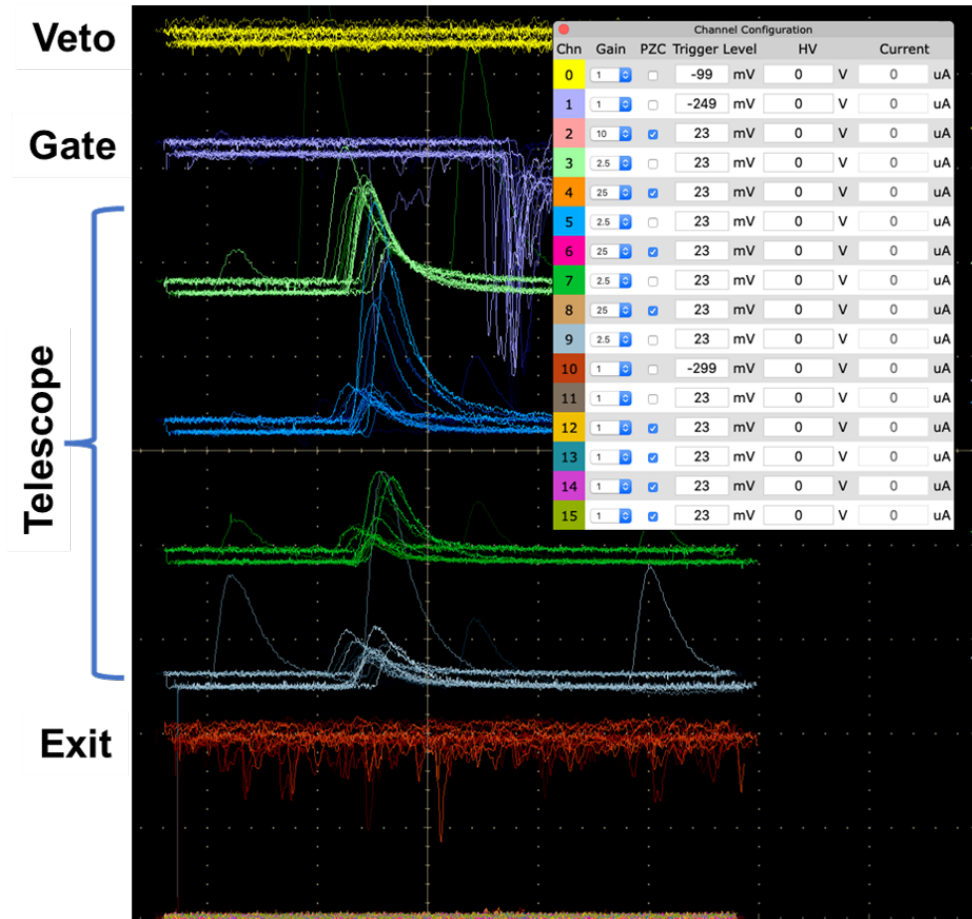 Veto
Gate
Telescope
Exit
Channel Configuration
Chn Gain PZC Trigger Level HV Current
0 1 -99 mV 0 V 0 uA
1 1 -249 mV 0 V 0 uA
2 10 23 mV 0 V 0 uA
3 2.5 23 mV 0 V 0 uA
4 25 23 mV 0 V 0 uA
5 2.5 23 mV 0 V 0 uA
6 25 23 mV 0 V 0 uA
7 2.5 23 mV 0 V 0 uA
8 25 23 mV 0 V 0 uA
9 2.5 23 mV 0 V 0 uA
10 1 -299 mV 0 V 0 uA
11 1 23 mV 0 V 0 uA
12 1 23 mV 0 V 0 uA
13 1 23 mV 0 V 0 uA
14 1 23 mV 0 V 0 uA
15 1 23 mV 0 V 0 uA